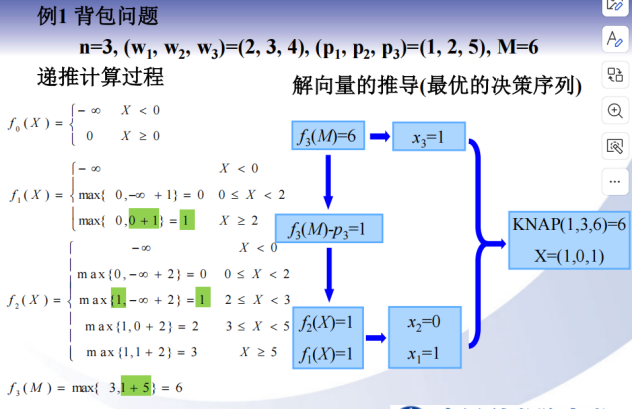 例1 背包问题
n=3, (w₁, w₂, w₃)=(2, 3, 4), (p₁, p₂, p₃)=(1, 2, 5), M=6
递推计算过程
f₀(X) = { -∞ X < 0
0 X ≥ 0
f₁(X) = { -∞ X < 0
max{ 0,-∞ + 1} = 0 0 ≤ X < 2
max{ 0,0 + 1} = 1 X ≥ 2
f₂(X) = { -∞ X < 0
max{0,-∞ + 2} = 0 0 ≤ X < 2
max{1,-∞ + 2} = 1 2 ≤ X < 3
max{1,0 + 2} = 2 3 ≤ X < 5
max{1,1 + 2} = 3 X ≥ 5
f₃(M) = max{ 3,1 + 5} = 6
解向量的推导(最优的决策序列)
f₃(M)=6
x₃=1
f₃(M)-p₃=1
f₂(X)=1
f₁(X)=1
x₂=0
x₁=1
KNAP(1,3,6)=6
X=(1,0,1)